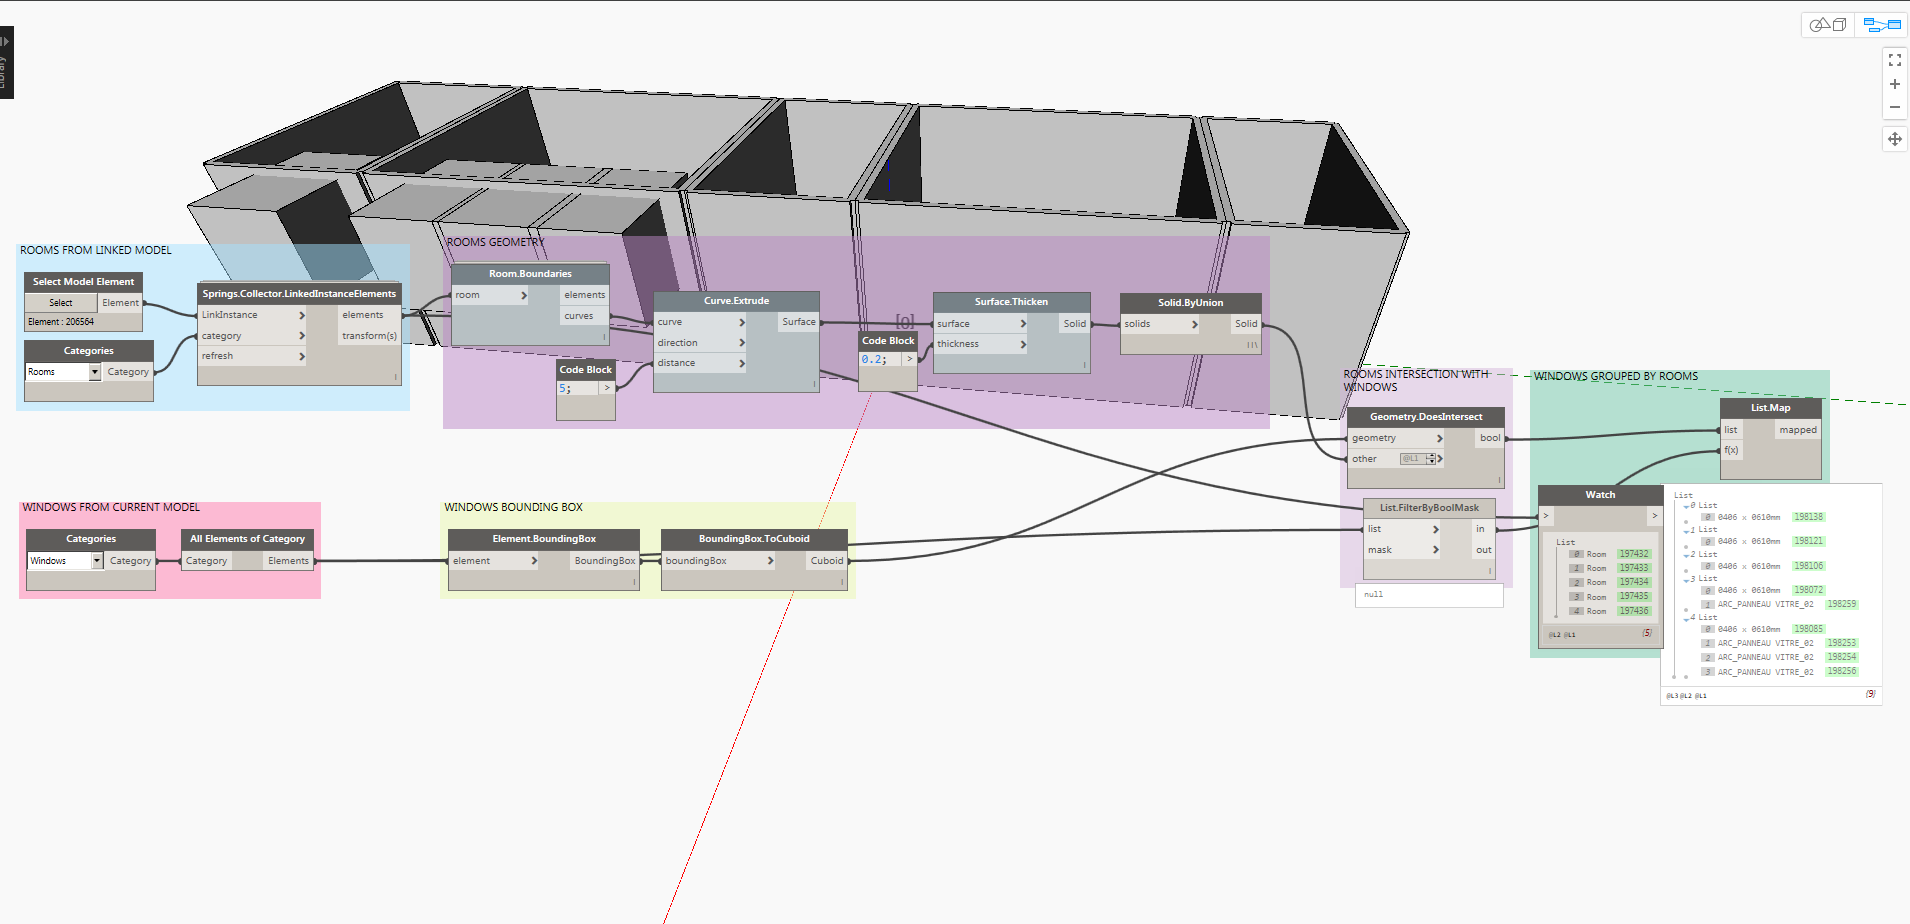 Library
ROOMS FROM LINKED MODEL
Select Model Element
Select
Element
Element : 206564
Categories
Rooms
Category
Springs.Collector.LinkedInstanceElements
LinkInstance > elements
category > transform(s)
refresh >
ROOMS GEOMETRY
Room.Boundaries
room > elements
curves
Code Block
5; >
Curve.Extrude
curve > Surface
direction >
distance >
[0]
Code Block
0.2; >
Surface.Thicken
surface > Solid
thickness >
Solid.ByUnion
solids > Solid
ROOMS INTERSECTION WITH
WINDOWS
Geometry.DoesIntersect
geometry > bool
other @L1 >
List.FilterByBoolMask
list > in
mask > out
null
WINDOWS GROUPED BY ROOMS
List.Map
list mapped
f(x)
Watch
> >
List
0 Room 197432
1 Room 197433
2 Room 197434
3 Room 197435
4 Room 197436
@L2 @L1 {5}
List
0 List
0 0406 x 0610mm 198138
1 List
0 0406 x 0610mm 198121
2 List
0 0406 x 0610mm 198106
3 List
0 0406 x 0610mm 198072
1 ARC_PANNEAU VITRE_02 198259
4 List
0 0406 x 0610mm 198085
1 ARC_PANNEAU VITRE_02 198253
2 ARC_PANNEAU VITRE_02 198254
3 ARC_PANNEAU VITRE_02 198256
@L3 @L2 @L1 {9}
WINDOWS FROM CURRENT MODEL
Categories
Windows
Category
All Elements of Category
Category Elements
WINDOWS BOUNDING BOX
Element.BoundingBox
element > BoundingBox
BoundingBox.ToCuboid
boundingBox > Cuboid